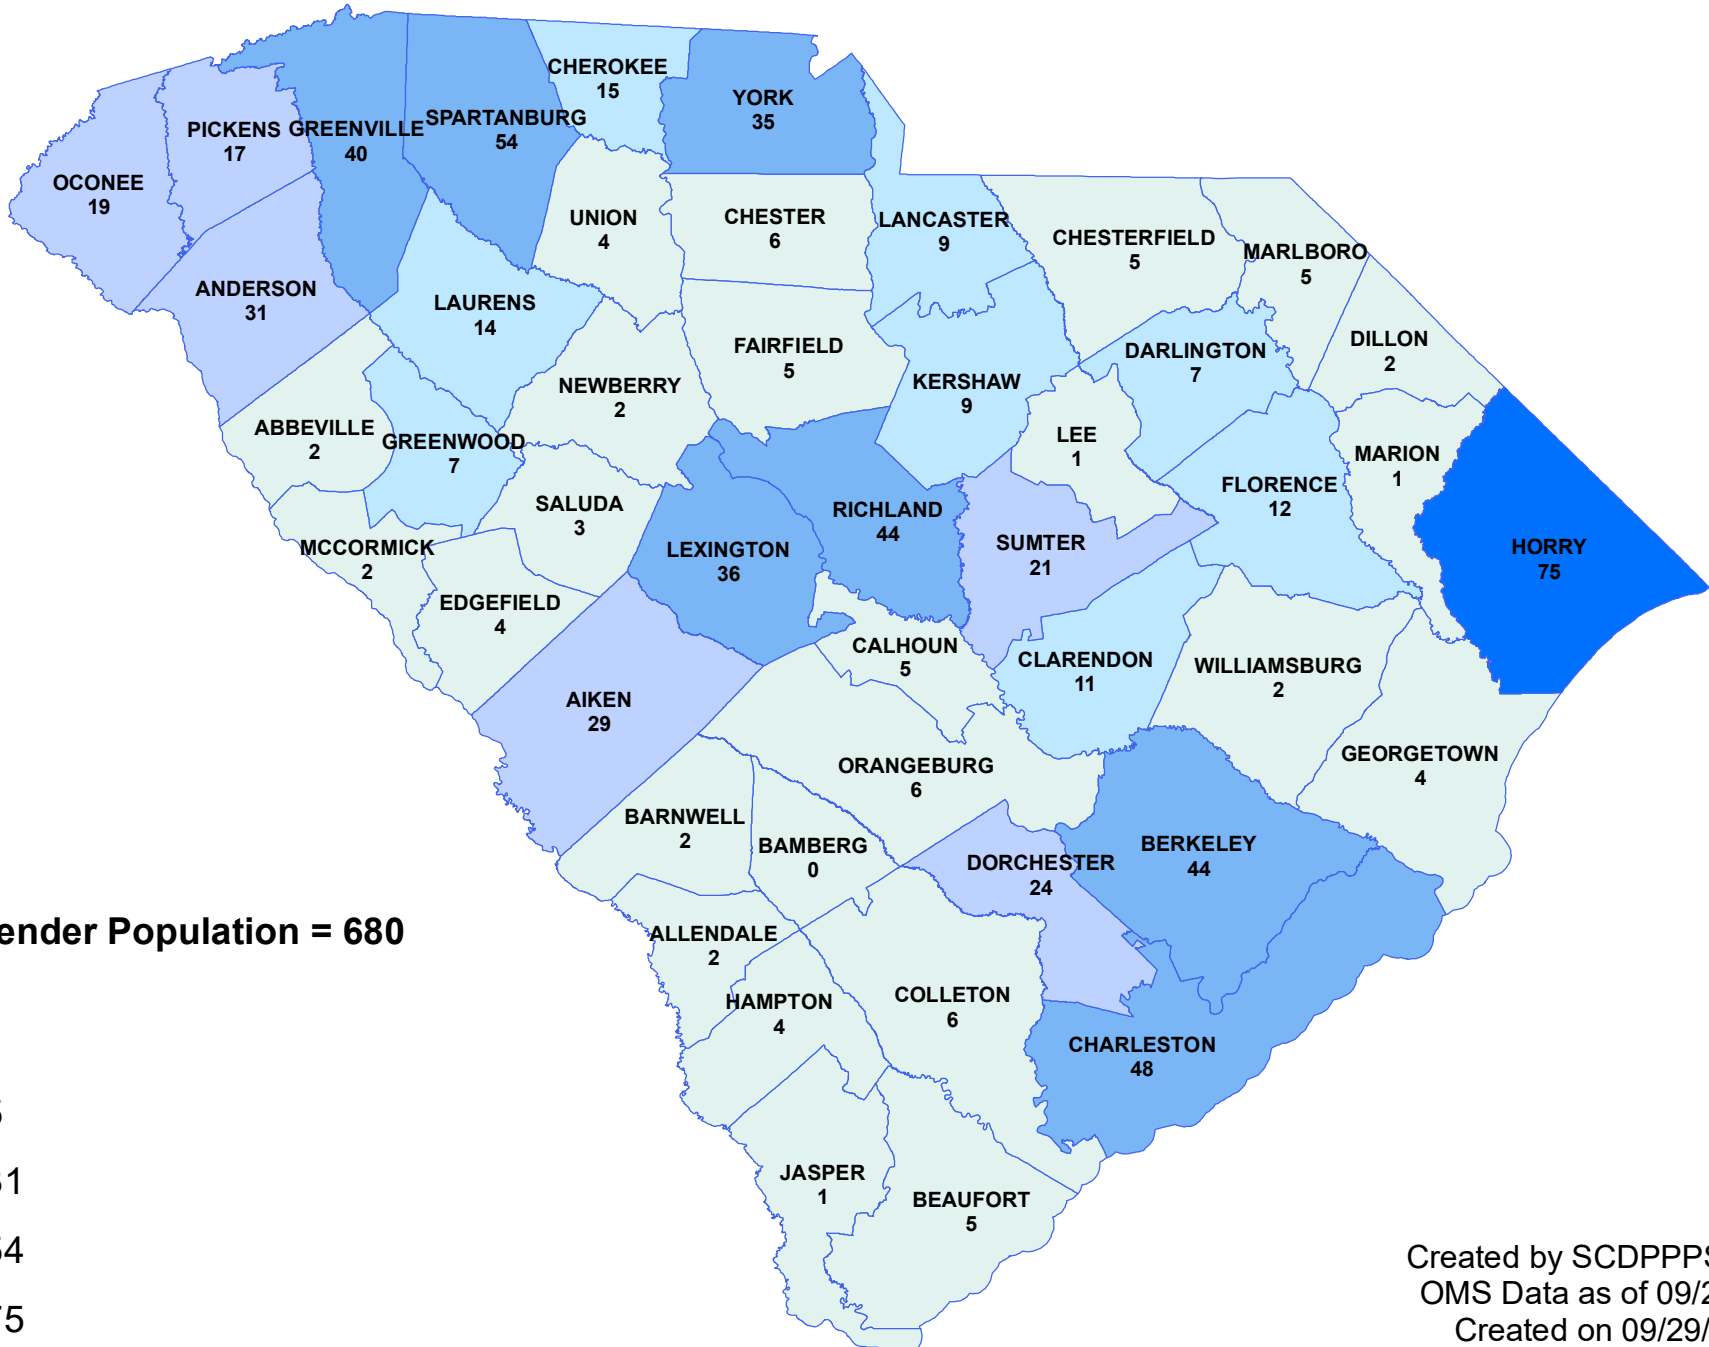 CHEROKEE
15
YORK
35
SPARTANBURG
54
PICKENS
17
GREENVILLE
40
OCONEE
19
UNION
4
CHESTER
6
LANCASTER
9
CHESTERFIELD
5
MARLBORO
5
ANDERSON
31
LAURENS
14
FAIRFIELD
5
DARLINGTON
7
DILLON
2
NEWBERRY
2
KERSHAW
9
ABBEVILLE
2
GREENWOOD
7
LEE
1
MARION
1
FLORENCE
12
SALUDA
3
RICHLAND
44
MCCORMICK
2
LEXINGTON
36
SUMTER
21
HORRY
75
EDGEFIELD
4
CALHOUN
5
CLARENDON
11
WILLIAMSBURG
2
AIKEN
29
ORANGEBURG
6
GEORGETOWN
4
BARNWELL
2
BAMBERG
0
DORCHESTER
24
BERKELEY
44
ender Population = 680
ALLENDALE
2
HAMPTON
4
COLLETON
6
CHARLESTON
48
JASPER
1
BEAUFORT
5
54
75
Created by SCDPPPS
OMS Data as of 09/2
Created on 09/29/